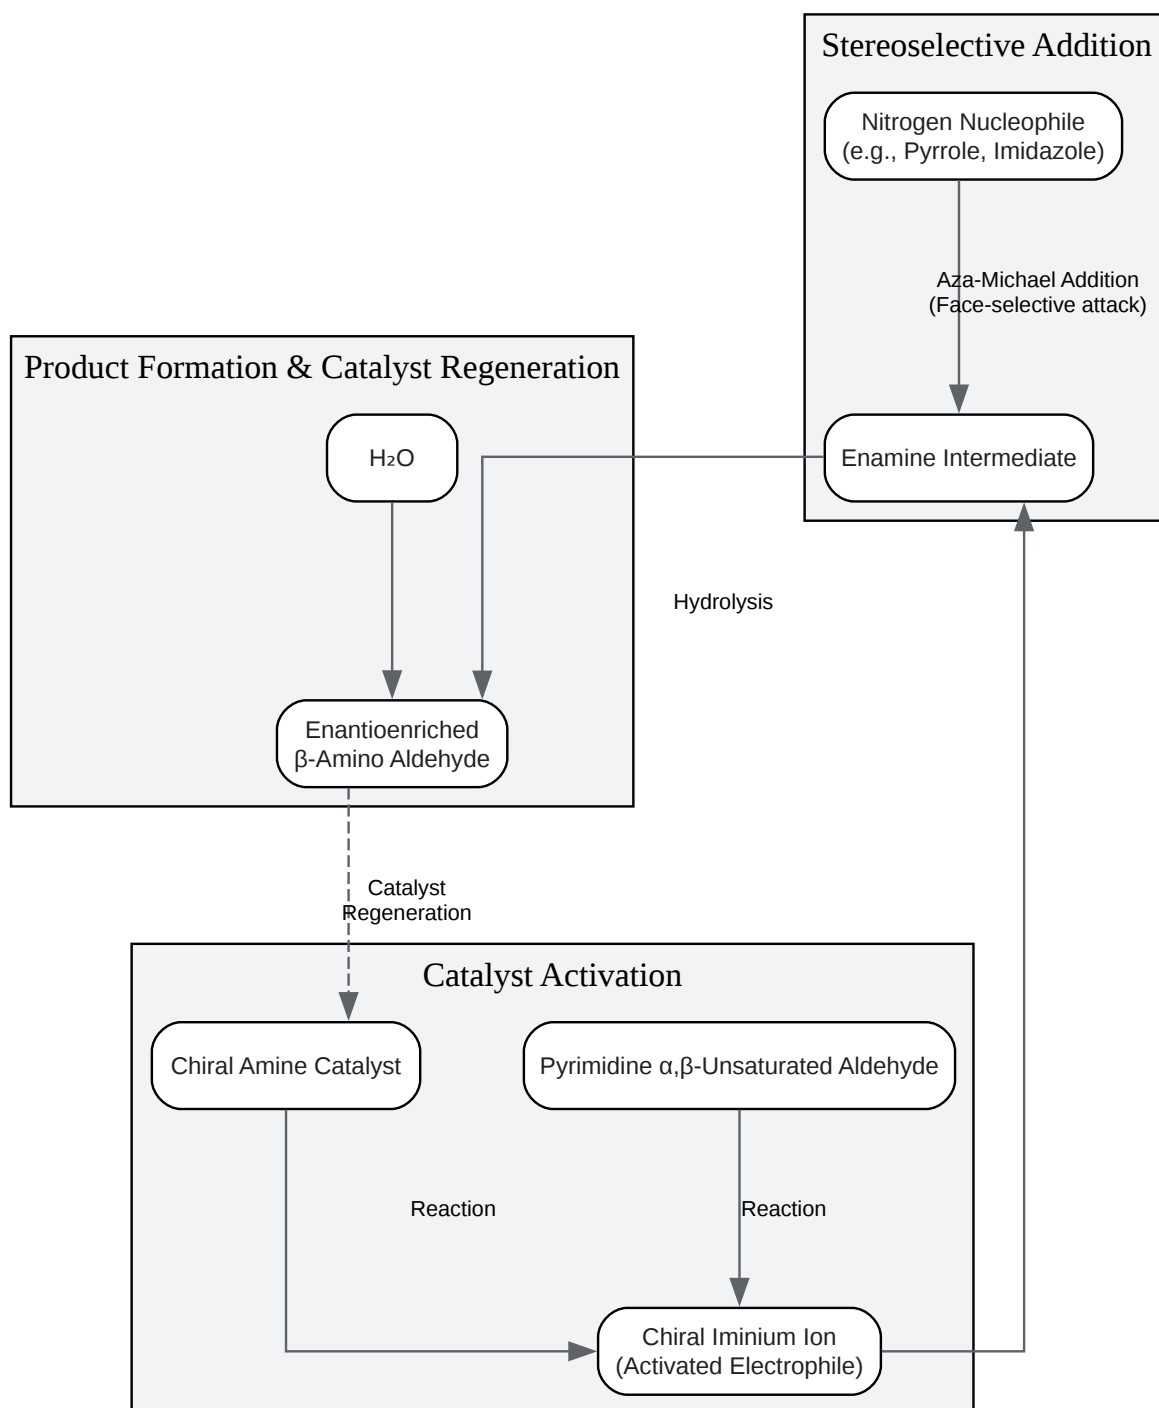 Stereoselective Addition
Nitrogen Nucleophile
(e.g., Pyrrole, Imidazole)
Aza-Michael Addition
(Face-selective attack)
Product Formation & Catalyst Regeneration
H₂O
Enamine Intermediate
Hydrolysis
Enantioenriched
β-Amino Aldehyde
Catalyst
Regeneration
Catalyst Activation
Chiral Amine Catalyst
Pyrimidine α,β-Unsaturated Aldehyde
Reaction
Reaction
Chiral Iminium Ion
(Activated Electrophile)